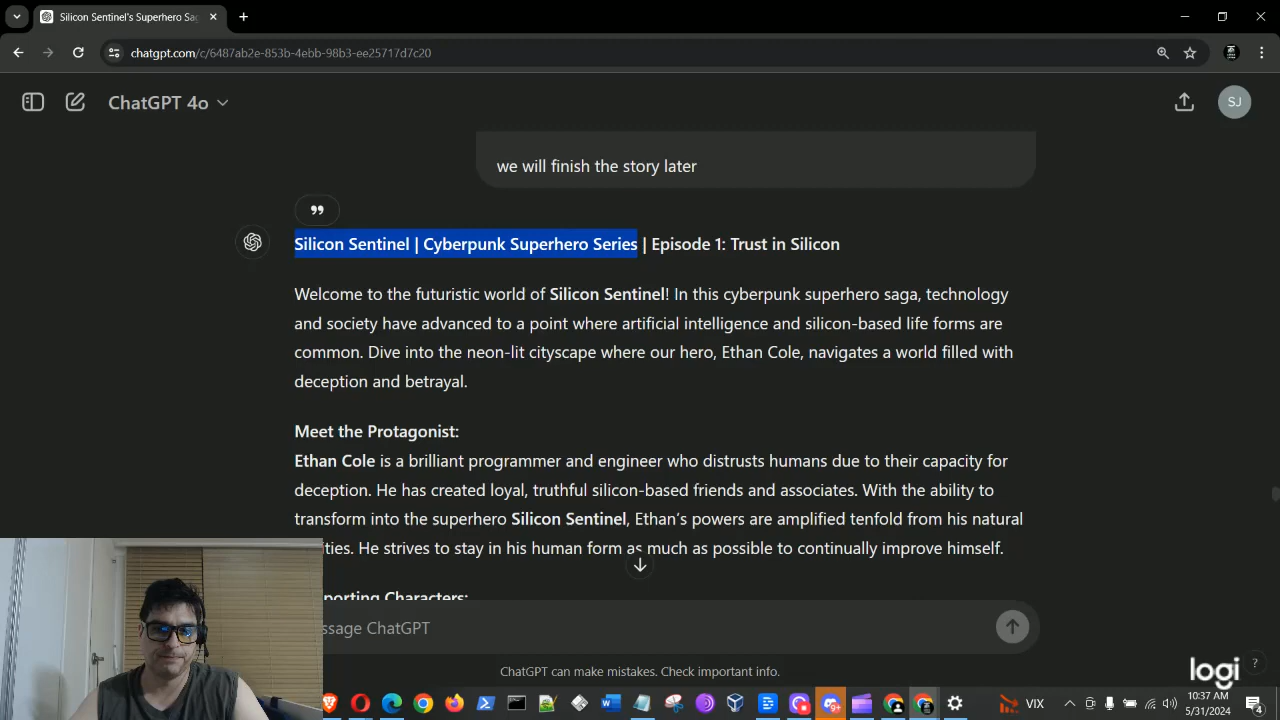 Silicon Sentinel's Superhero Sa
chatgpt.com/c/6487ab2e-853b-4ebb-98b3-ee25717d7c20
ChatGPT 4o
SJ
we will finish the story later
Silicon Sentinel | Cyberpunk Superhero Series | Episode 1: Trust in Silicon
Welcome to the futuristic world of Silicon Sentinel! In this cyberpunk superhero saga, technology
and society have advanced to a point where artificial intelligence and silicon-based life forms are
common. Dive into the neon-lit cityscape where our hero, Ethan Cole, navigates a world filled with
deception and betrayal.
Meet the Protagonist:
Ethan Cole is a brilliant programmer and engineer who distrusts humans due to their capacity for
deception. He has created loyal, truthful silicon-based friends and associates. With the ability to
transform into the superhero Silicon Sentinel, Ethan's powers are amplified tenfold from his natural
ities. He strives to stay in his human form as much as possible to continually improve himself.
porting Characters:
ssage ChatGPT
ChatGPT can make mistakes. Check important info.
?
logi
VIX
10:37 AM
5/31/2024
4